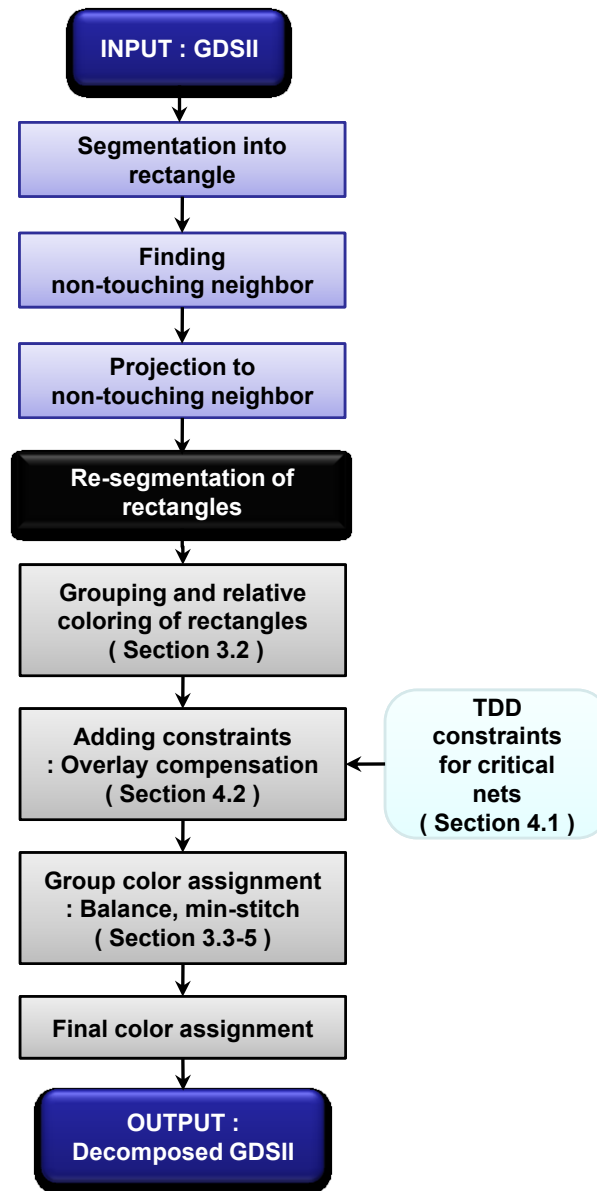 INPUT : GDSII
Segmentation into
rectangle
Finding
non-touching neighbor
Projection to
non-touching neighbor
Re-segmentation of
rectangles
Grouping and relative
coloring of rectangles
( Section 3.2 )
Adding constraints
: Overlay compensation
( Section 4.2 )
TDD
constraints
for critical
nets
( Section 4.1 )
Group color assignment
: Balance, min-stitch
( Section 3.3-5 )
Final color assignment
OUTPUT :
Decomposed GDSII